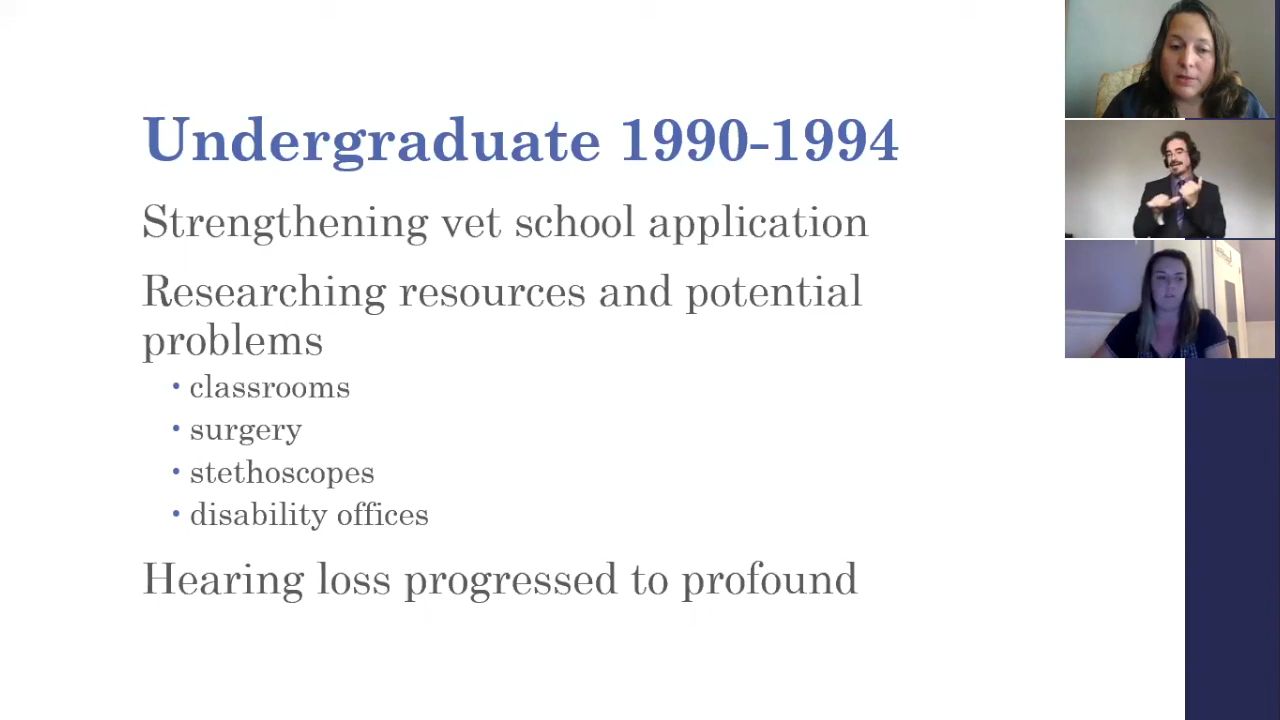 Undergraduate 1990-1994
Strengthening vet school application
Researching resources and potential
problems
• classrooms
• surgery
• stethoscopes
• disability offices
Hearing loss progressed to profound